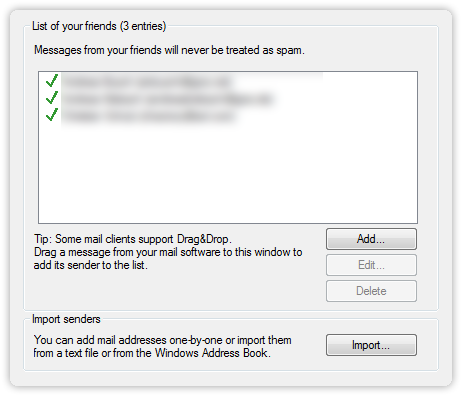 List of your friends (3 entries)
Messages from your friends will never be treated as spam.
Tip: Some mail clients support Drag&Drop.
Drag a message from your mail software to this window to
add its sender to the list.
Add...
Edit...
Delete
Import senders
You can add mail addresses one-by-one or import them
from a text file or from the Windows Address Book.
Import...